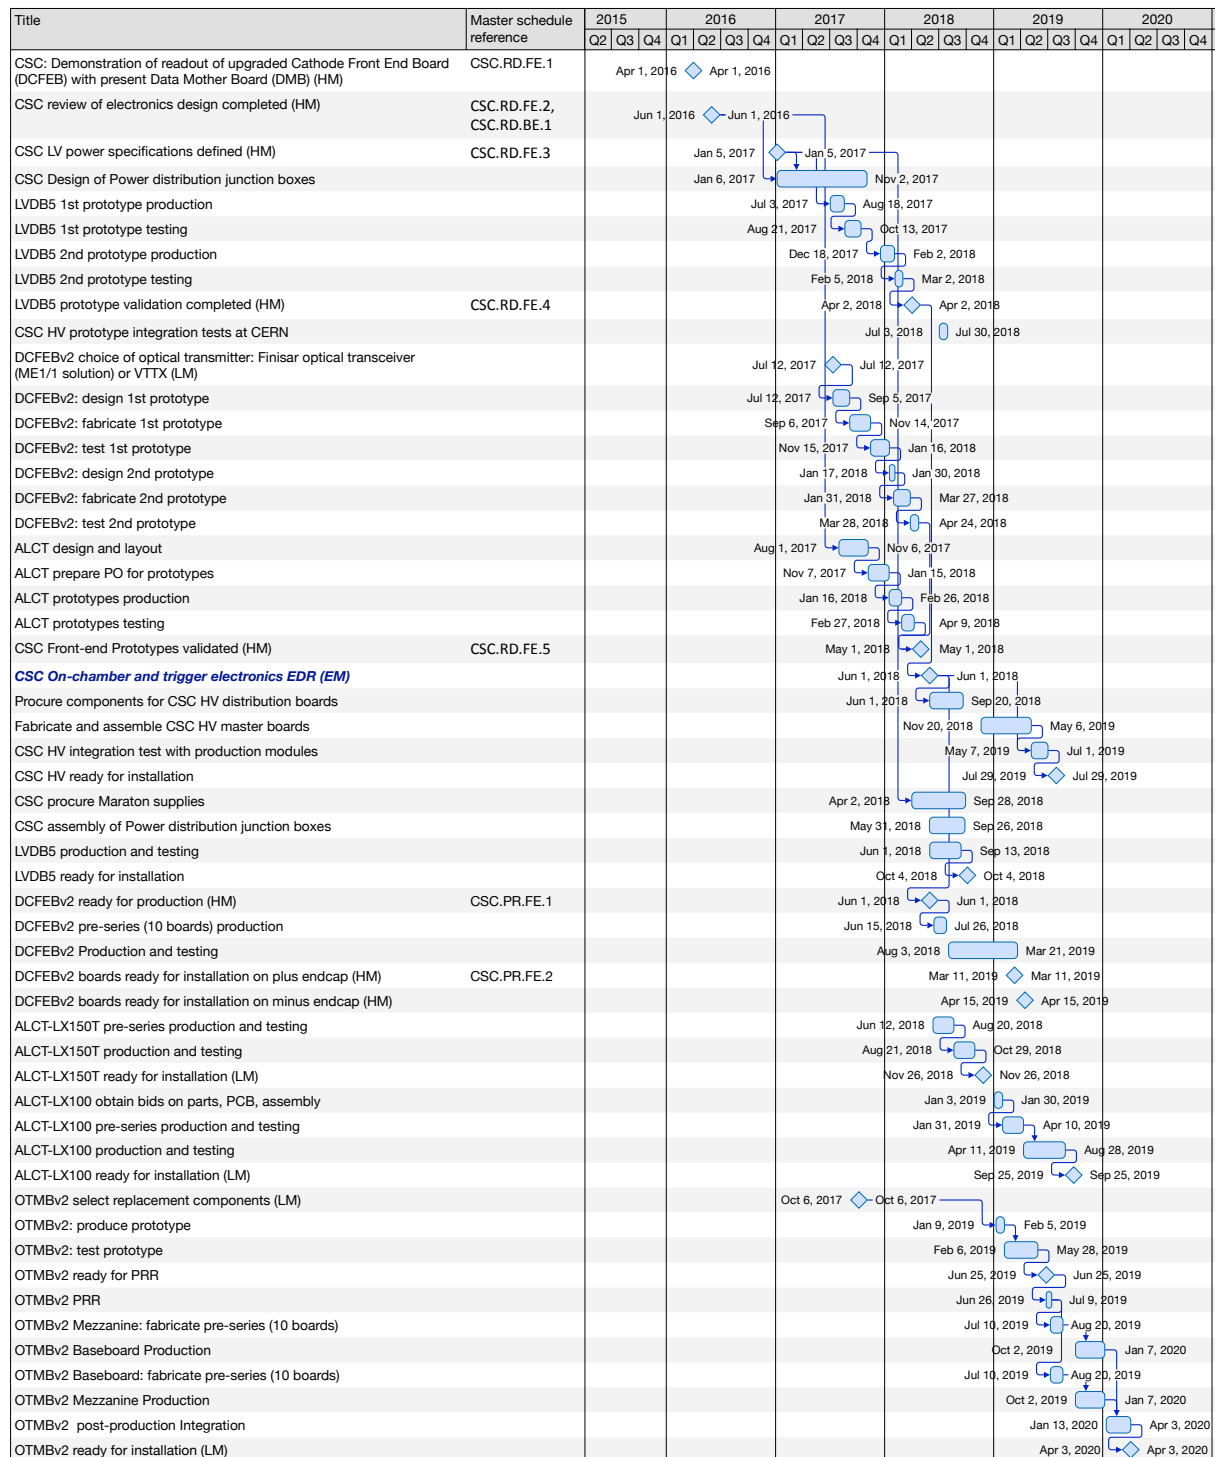 Title Master schedule 2015 2016 2017 2018 2019 2020
reference Q2 Q3 Q4 Q1 Q2 Q3 Q4 Q1 Q2 Q3 Q4 Q1 Q2 Q3 Q4 Q1 Q2 Q3 Q4 Q1 Q2 Q3 Q4
CSC: Demonstration of readout of upgraded Cathode Front End Board CSC.RD.FE.1
(DCFEB) with present Data Mother Board (DMB) (HM) Apr 1, 2016 Apr 1, 2016
CSC review of electronics design completed (HM) CSC.RD.FE.2,
CSC.RD.BE.1 Jun 1, 2016 Jun 1, 2016
CSC LV power specifications defined (HM) CSC.RD.FE.3 Jan 5, 2017 Jan 5, 2017
CSC Design of Power distribution junction boxes Jan 6, 2017 Nov 2, 2017
LVDB5 1st prototype production Jul 3, 2017 Aug 18, 2017
LVDB5 1st prototype testing Aug 21, 2017 Oct 13, 2017
LVDB5 2nd prototype production Dec 18, 2017 Feb 2, 2018
LVDB5 2nd prototype testing Feb 5, 2018 Mar 2, 2018
LVDB5 prototype validation completed (HM) CSC.RD.FE.4 Apr 2, 2018 Apr 2, 2018
CSC HV prototype integration tests at CERN Jul 3, 2018 Jul 30, 2018
DCFEBv2 choice of optical transmitter: Finisar optical transceiver
(ME1/1 solution) or VTTX (LM) Jul 12, 2017 Jul 12, 2017
DCFEBv2: design 1st prototype Jul 12, 2017 Sep 5, 2017
DCFEBv2: fabricate 1st prototype Sep 6, 2017 Nov 14, 2017
DCFEBv2: test 1st prototype Nov 15, 2017 Jan 16, 2018
DCFEBv2: design 2nd prototype Jan 17, 2018 Jan 30, 2018
DCFEBv2: fabricate 2nd prototype Jan 31, 2018 Mar 27, 2018
DCFEBv2: test 2nd prototype Mar 28, 2018 Apr 24, 2018
ALCT design and layout Aug 1, 2017 Nov 6, 2017
ALCT prepare PO for prototypes Nov 7, 2017 Jan 15, 2018
ALCT prototypes production Jan 16, 2018 Feb 26, 2018
ALCT prototypes testing Feb 27, 2018 Apr 9, 2018
CSC Front-end Prototypes validated (HM) CSC.RD.FE.5 May 1, 2018 May 1, 2018
CSC On-chamber and trigger electronics EDR (EM) Jun 1, 2018 Jun 1, 2018
Procure components for CSC HV distribution boards Jun 1, 2018 Sep 20, 2018
Fabricate and assemble CSC HV master boards Nov 20, 2018 May 6, 2019
CSC HV integration test with production modules May 7, 2019 Jul 1, 2019
CSC HV ready for installation Jul 29, 2019 Jul 29, 2019
CSC procure Maraton supplies Apr 2, 2018 Sep 28, 2018
CSC assembly of Power distribution junction boxes May 31, 2018 Sep 26, 2018
LVDB5 production and testing Jun 1, 2018 Sep 13, 2018
LVDB5 ready for installation Oct 4, 2018 Oct 4, 2018
DCFEBv2 ready for production (HM) CSC.PR.FE.1 Jun 1, 2018 Jun 1, 2018
DCFEBv2 pre-series (10 boards) production Jun 15, 2018 Jul 26, 2018
DCFEBv2 Production and testing Aug 3, 2018 Mar 21, 2019
DCFEBv2 boards ready for installation on plus endcap (HM) CSC.PR.FE.2 Mar 11, 2019 Mar 11, 2019
DCFEBv2 boards ready for installation on minus endcap (HM) Apr 15, 2019 Apr 15, 2019
ALCT-LX150T pre-series production and testing Jun 12, 2018 Aug 20, 2018
ALCT-LX150T production and testing Aug 21, 2018 Oct 29, 2018
ALCT-LX150T ready for installation (LM) Nov 26, 2018 Nov 26, 2018
ALCT-LX100 obtain bids on parts, PCB, assembly Jan 3, 2019 Jan 30, 2019
ALCT-LX100 pre-series production and testing Jan 31, 2019 Apr 10, 2019
ALCT-LX100 production and testing Apr 11, 2019 Aug 28, 2019
ALCT-LX100 ready for installation (LM) Sep 25, 2019 Sep 25, 2019
OTMBv2 select replacement components (LM) Oct 6, 2017 Oct 6, 2017
OTMBv2: produce prototype Jan 9, 2019 Feb 5, 2019
OTMBv2: test prototype Feb 6, 2019 May 28, 2019
OTMBv2 ready for PRR Jun 25, 2019 Jun 25, 2019
OTMBv2 PRR Jun 26, 2019 Jul 9, 2019
OTMBv2 Mezzanine: fabricate pre-series (10 boards) Jul 10, 2019 Aug 20, 2019
OTMBv2 Baseboard Production Oct 2, 2019 Jan 7, 2020
OTMBv2 Baseboard: fabricate pre-series (10 boards) Jul 10, 2019 Aug 20, 2019
OTMBv2 Mezzanine Production Oct 2, 2019 Jan 7, 2020
OTMBv2 post-production Integration Jan 13, 2020 Apr 3, 2020
OTMBv2 ready for installation (LM) Apr 3, 2020 Apr 3, 2020